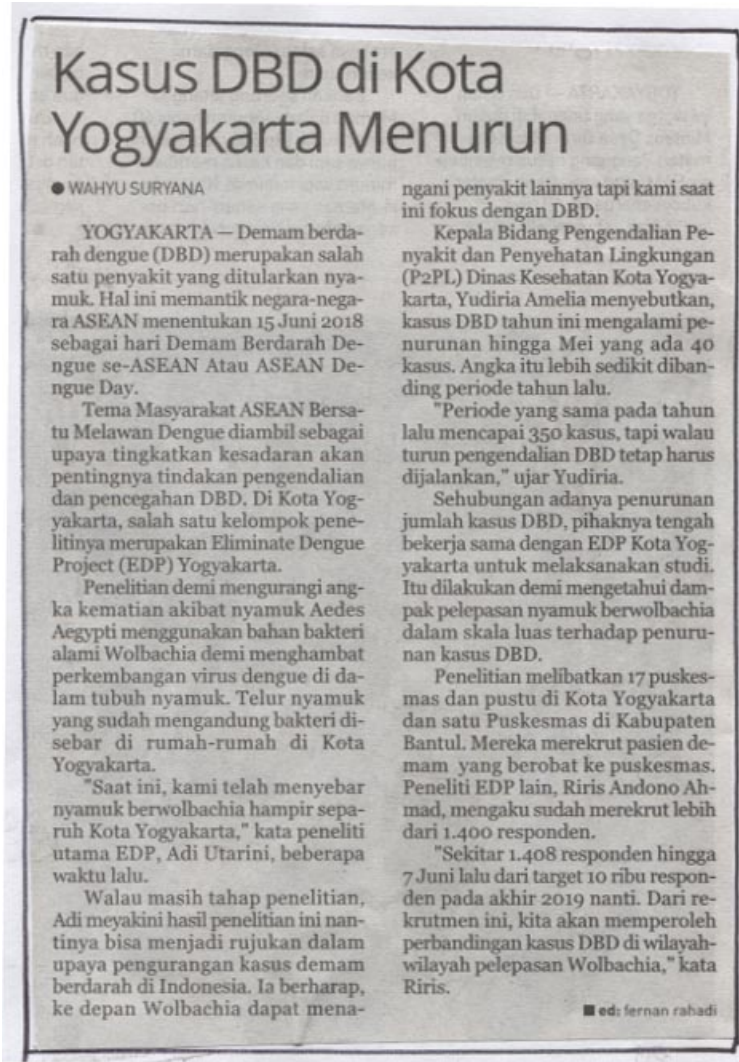 Kasus DBD di Kota
Yogyakarta Menurun
● WAHYU SURYANA
YOGYAKARTA — Demam berda-
rah dengue (DBD) merupakan salah
satu penyakit yang ditularkan nya-
muk. Hal ini memantik negara-nega-
ra ASEAN menentukan 15 Juni 2018
sebagai hari Demam Berdarah De-
ngue se-ASEAN Atau ASEAN De-
ngue Day.
Tema Masyarakat ASEAN Bersa-
tu Melawan Dengue diambil sebagai
upaya tingkatkan kesadaran akan
pentingnya tindakan pengendalian
dan pencegahan DBD. Di Kota Yog-
yakarta, salah satu kelompok pene-
litinya merupakan Eliminate Dengue
Project (EDP) Yogyakarta.
Penelitian demi mengurangi ang-
ka kematian akibat nyamuk Aedes
Aegypti menggunakan bahan bakteri
alami Wolbachia demi menghambat
perkembangan virus dengue di da-
lam tubuh nyamuk. Telur nyamuk
yang sudah mengandung bakteri di-
sebar di rumah-rumah di Kota
Yogyakarta.
"Saat ini, kami telah menyebar
nyamuk berwolbachia hampir sepa-
ruh Kota Yogyakarta," kata peneliti
utama EDP, Adi Utarini, beberapa
waktu lalu.
Walau masih tahap penelitian,
Adi meyakini hasil penelitian ini nan-
tinya bisa menjadi rujukan dalam
upaya pengurangan kasus demam
berdarah di Indonesia. Ia berharap,
ke depan Wolbachia dapat mena-
ngani penyakit lainnya tapi kami saat
ini fokus dengan DBD.
Kepala Bidang Pengendalian Pe-
nyakit dan Penyehatan Lingkungan
(P2PL) Dinas Kesehatan Kota Yogya-
karta, Yudiria Amelia menyebutkan,
kasus DBD tahun ini mengalami pe-
nurunan hingga Mei yang ada 40
kasus. Angka itu lebih sedikit diban-
ding periode tahun lalu.
"Periode yang sama pada tahun
lalu mencapai 350 kasus, tapi walau
turun pengendalian DBD tetap harus
dijalankan," ujar Yudiria.
Sehubungan adanya penurunan
jumlah kasus DBD, pihaknya tengah
bekerja sama dengan EDP Kota Yog-
yakarta untuk melaksanakan studi.
Itu dilakukan demi mengetahui dam-
pak pelepasan nyamuk berwolbachia
dalam skala luas terhadap penuru-
nan kasus DBD.
Penelitian melibatkan 17 puskes-
mas dan pustu di Kota Yogyakarta
dan satu Puskesmas di Kabupaten
Bantul. Mereka merekrut pasien de-
mam yang berobat ke puskesmas.
Peneliti EDP lain, Riris Andono Ah-
mad, mengaku sudah merekrut lebih
dari 1.400 responden.
"Sekitar 1.408 responden hingga
7 Juni lalu dari target 10 ribu respon-
den pada akhir 2019 nanti. Dari re-
krutmen ini, kita akan memperoleh
perbandingan kasus DBD di wilayah-
wilayah pelepasan Wolbachia," kata
Riris.
■ ed: fernan rahadi